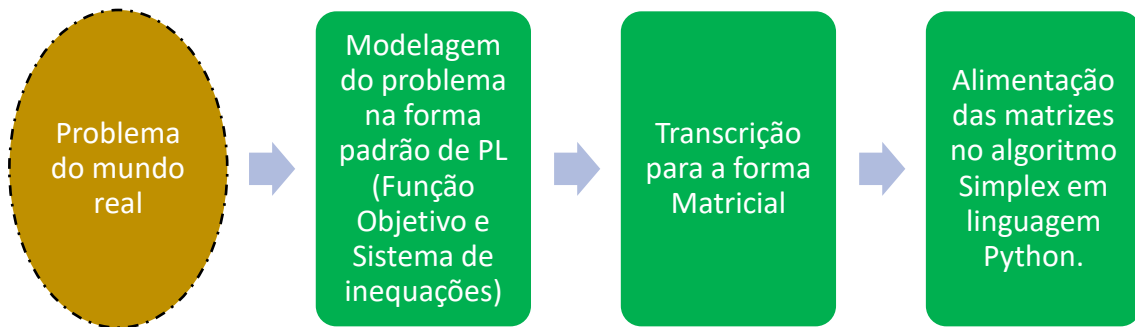 Problema
do mundo
real
Modelagem
do problema
na forma
padrão de PL
(Função
Objetivo e
Sistema de
inequações)
Transcrição
para a forma
Matricial
Alimentação
das matrizes
no algoritmo
Simplex em
linguagem
Python.